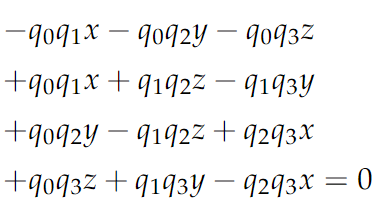 −q₀q₁x − q₀q₂y − q₀q₃z
+q₀q₁x + q₁q₂z − q₁q₃y
+q₀q₂y − q₁q₂z + q₂q₃x
+q₀q₃z + q₁q₃y − q₂q₃x = 0